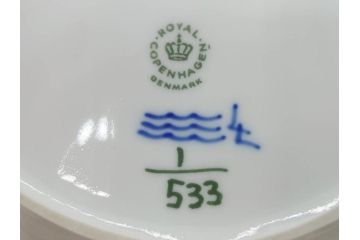 ROYAL
COPENHAGEN
DENMARK
L
1
533